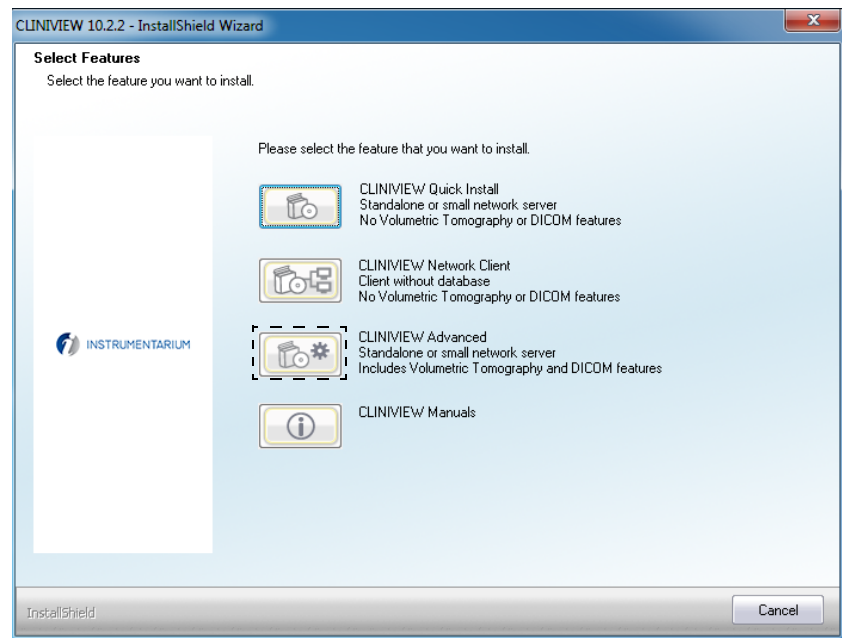 CLINIVIEW 10.2.2 - InstallShield Wizard
Select Features
Select the feature you want to install.
Please select the feature that you want to install.
CLINIVIEW Quick Install
Standalone or small network server
No Volumetric Tomography or DICOM features
CLINIVIEW Network Client
Client without database
No Volumetric Tomography or DICOM features
INSTRUMENTARIUM
CLINIVIEW Advanced
Standalone or small network server
Includes Volumetric Tomography and DICOM features
CLINIVIEW Manuals
InstallShield
Cancel